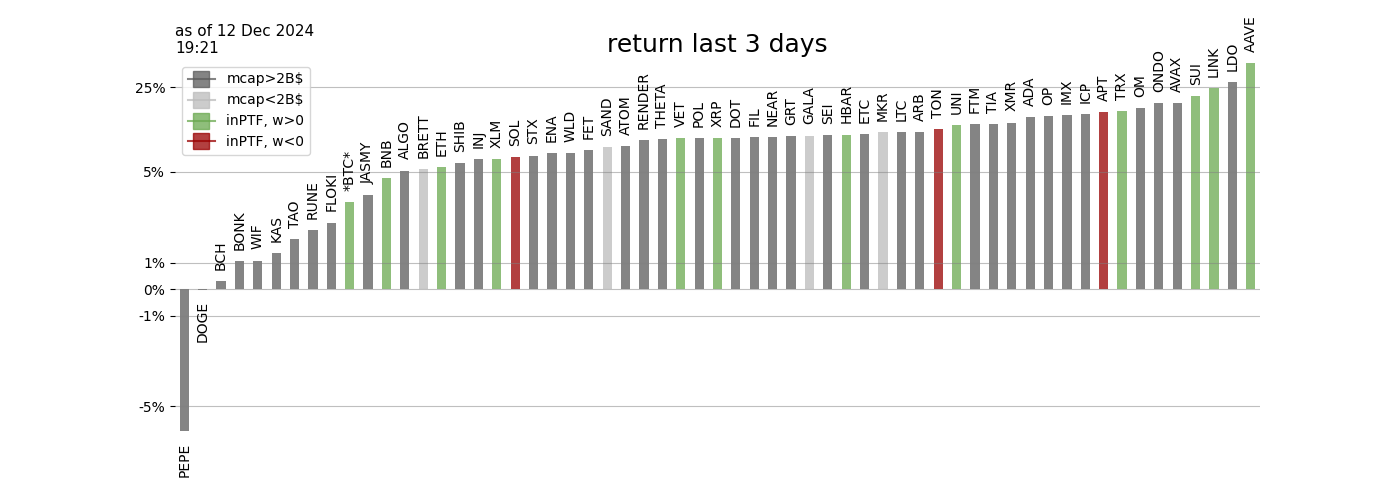 as of 12 Dec 2024
19:21
return last 3 days
mcap>2B$
mcap<2B$
inPTF, w>0
inPTF, w<0
25%
5%
1%
0%
-1%
-5%
PEPE
DOGE
BCH
BONK
WIF
KAS
TAO
RUNE
FLOKI
*BTC*
JASMY
BNB
ALGO
BRETT
ETH
SHIB
INJ
XLM
SOL
STX
ENA
WLD
FET
SAND
ATOM
RENDER
THETA
VET
POL
XRP
DOT
FIL
NEAR
GRT
GALA
SEI
HBAR
ETC
MKR
LTC
ARB
TON
UNI
FTM
TIA
XMR
ADA
OP
IMX
ICP
APT
TRX
OM
ONDO
AVAX
SUI
LINK
LDO
AAVE